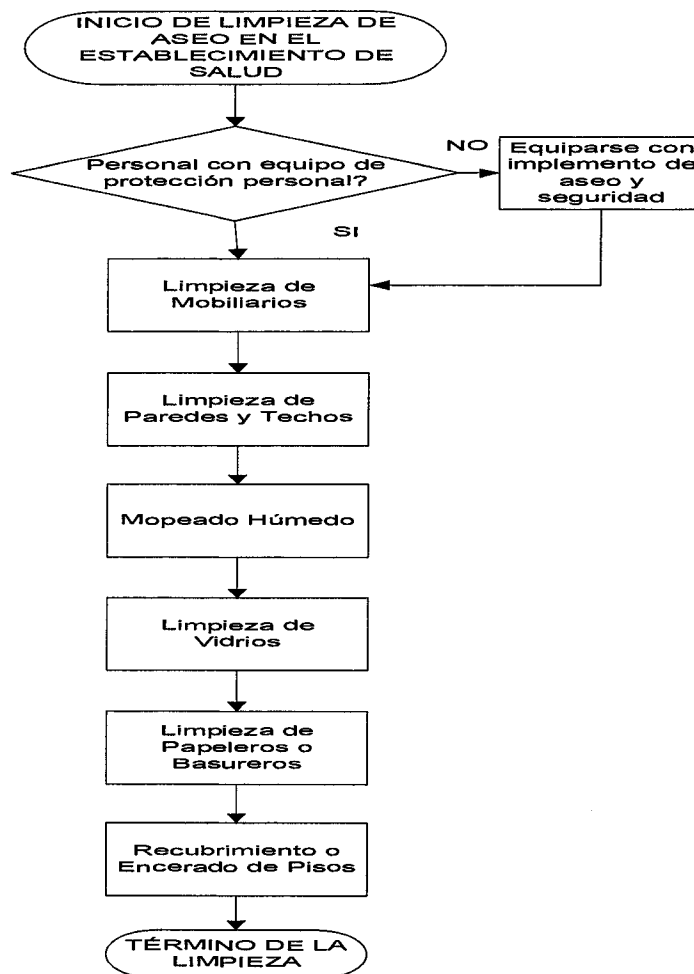 INICIO DE LIMPIEZA DE
ASEO EN EL
ESTABLECIMIENTO DE
SALUD
Personal con equipo de
protección personal?
NO
Equiparse con
implemento de
aseo y
seguridad
SI
Limpieza de
Mobiliarios
Limpieza de
Paredes y Techos
Mopeado Húmedo
Limpieza de
Vidrios
Limpieza de
Papeleros o
Basureros
Recubrimiento o
Encerado de Pisos
TÉRMINO DE LA
LIMPIEZA